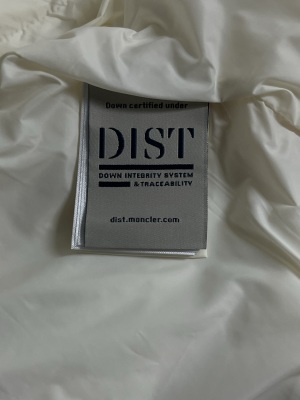 Down certified under
DIST
DOWN INTEGRITY SYSTEM
& TRACEABILITY
dist.moncler.com